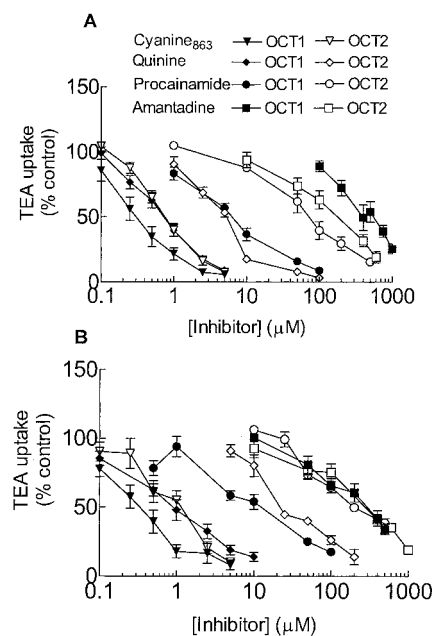 A
Cyanine863 OCT1 OCT2
Quinine OCT1 OCT2
Procainamide OCT1 OCT2
Amantadine OCT1 OCT2
TEA uptake
(% control)
150
100
50
0
0.1 1 10 100 1000
[Inhibitor] (μM)
B
TEA uptake
(% control)
150
100
50
0
0.1 1 10 100 1000
[Inhibitor] (μM)